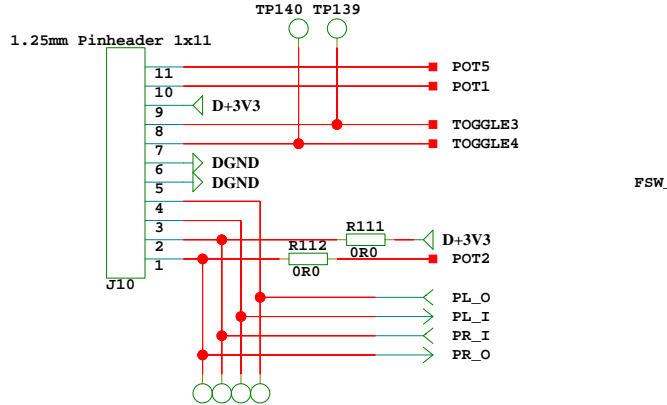 TP140 TP139
1.25mm Pinheader 1x11
11 POT5
10 POT1
9 D+3V3
8 TOGGLE3
7 TOGGLE4
6 DGND
5 DGND
FSW_
4
3
R111
2 0R0 D+3V3
R112
1 0R0 POT2
J10
PL_O
PL_I
PR_I
PR_O